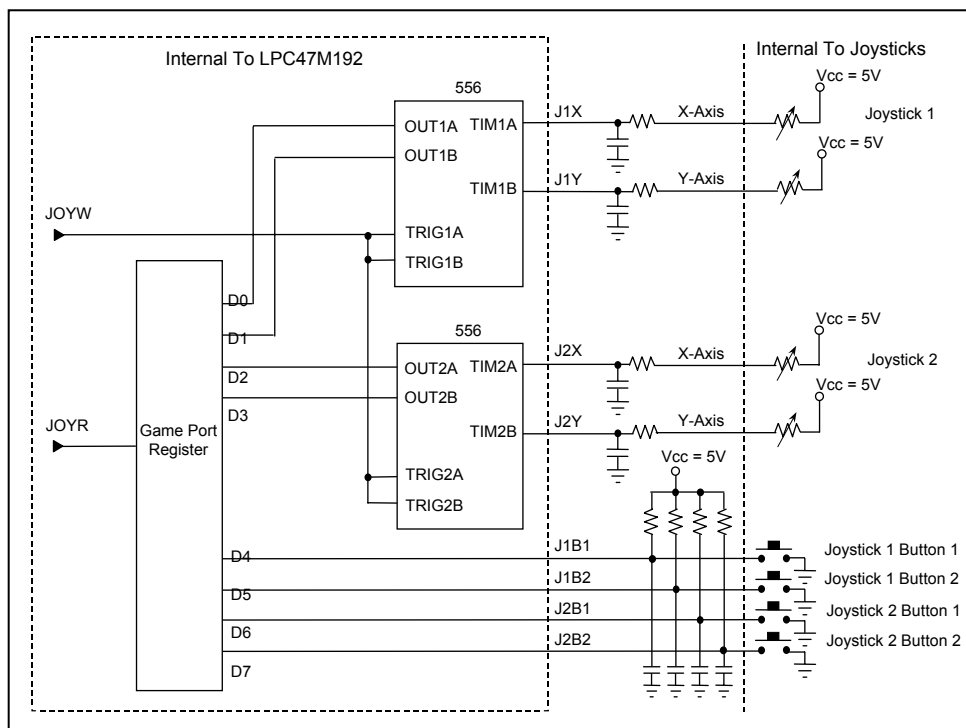 Internal To LPC47M192
Internal To Joysticks
Vcc = 5V
556
J1X
X-Axis
Joystick 1
OUT1A
TIM1A
Vcc = 5V
OUT1B
J1Y
Y-Axis
TIM1B
JOYW
TRIG1A
TRIG1B
D0
Vcc = 5V
D1
556
J2X
X-Axis
Joystick 2
OUT2A
TIM2A
D2
Vcc = 5V
OUT2B
D3
J2Y
Y-Axis
JOYR
Game Port
Register
TIM2B
Vcc = 5V
TRIG2A
TRIG2B
D4
J1B1
Joystick 1 Button 1
D5
J1B2
Joystick 1 Button 2
D6
J2B1
Joystick 2 Button 1
D7
J2B2
Joystick 2 Button 2